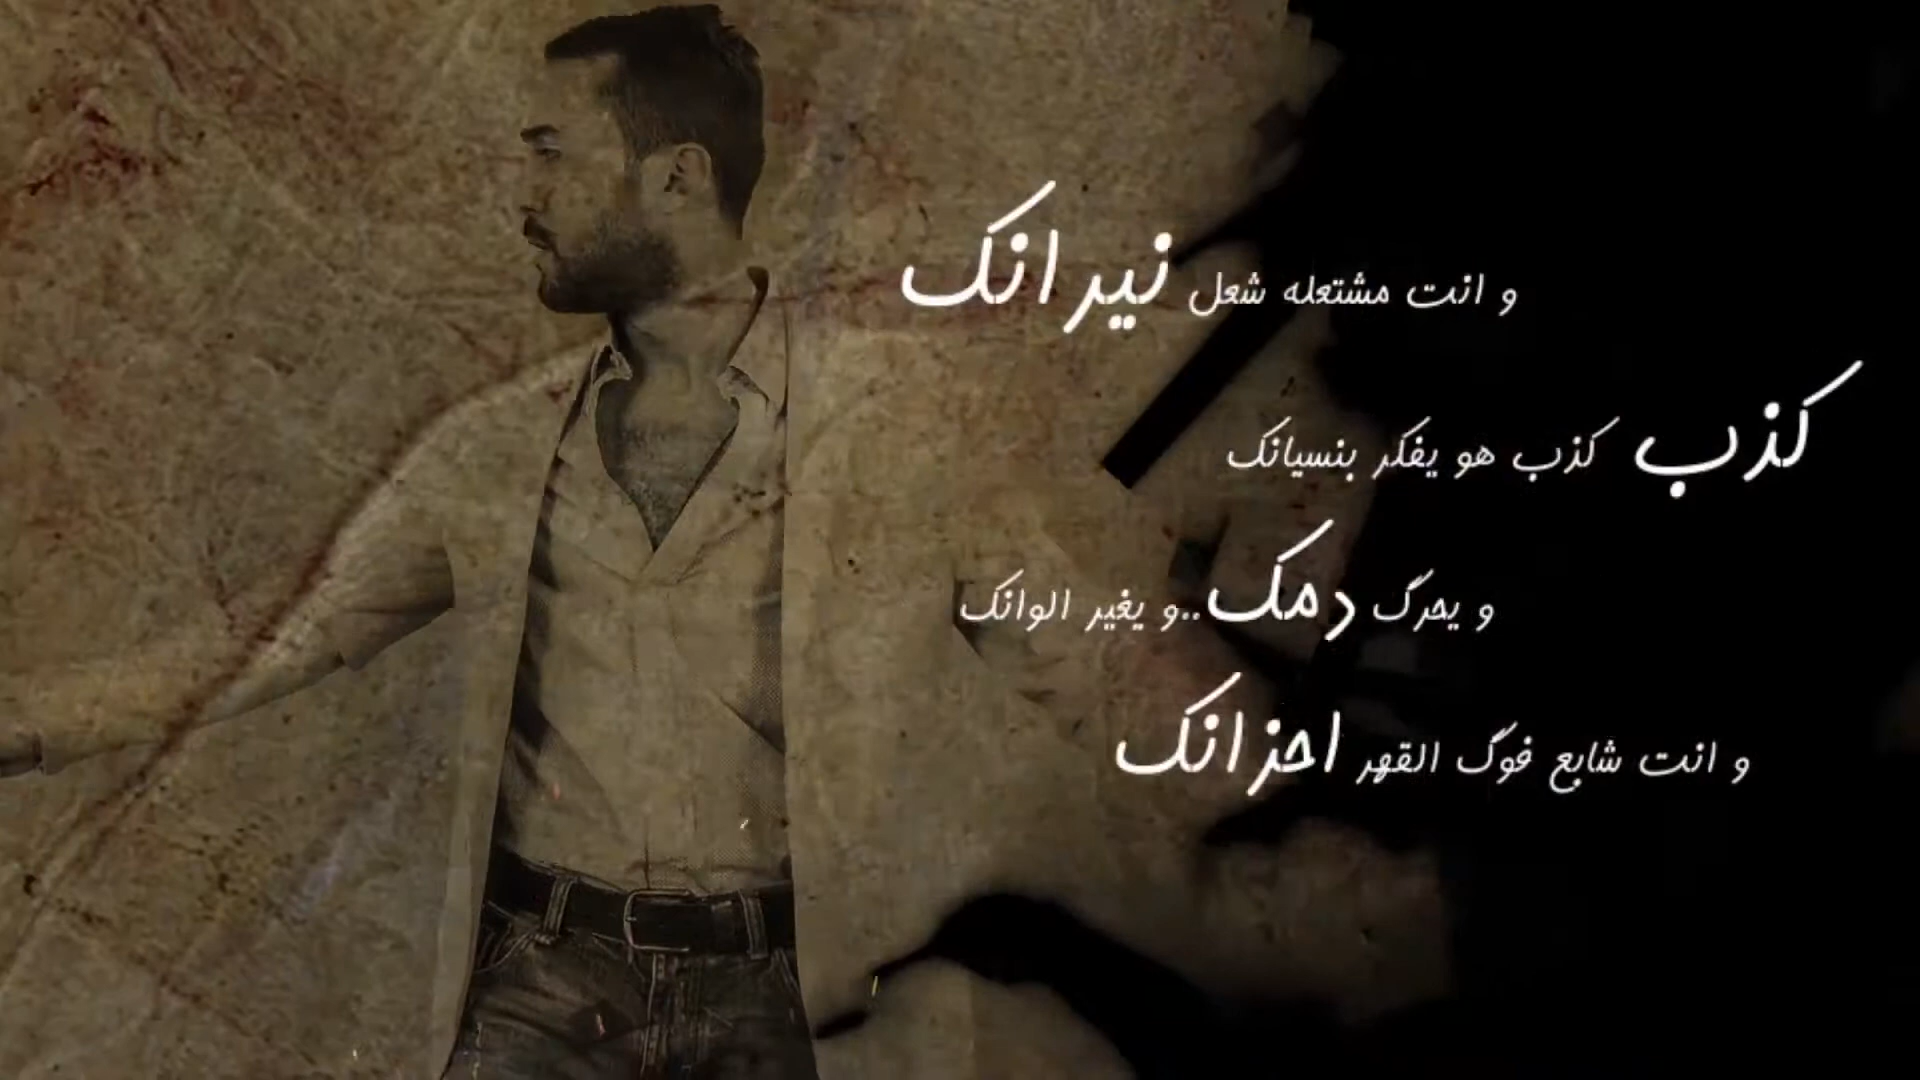 و انت مشتعله شعل نيرانك
كذب كذب هو يفكر بنسيانك
و يحرگ دمك..و يغير الوانك
و انت شابع فوگ القهر احزانك